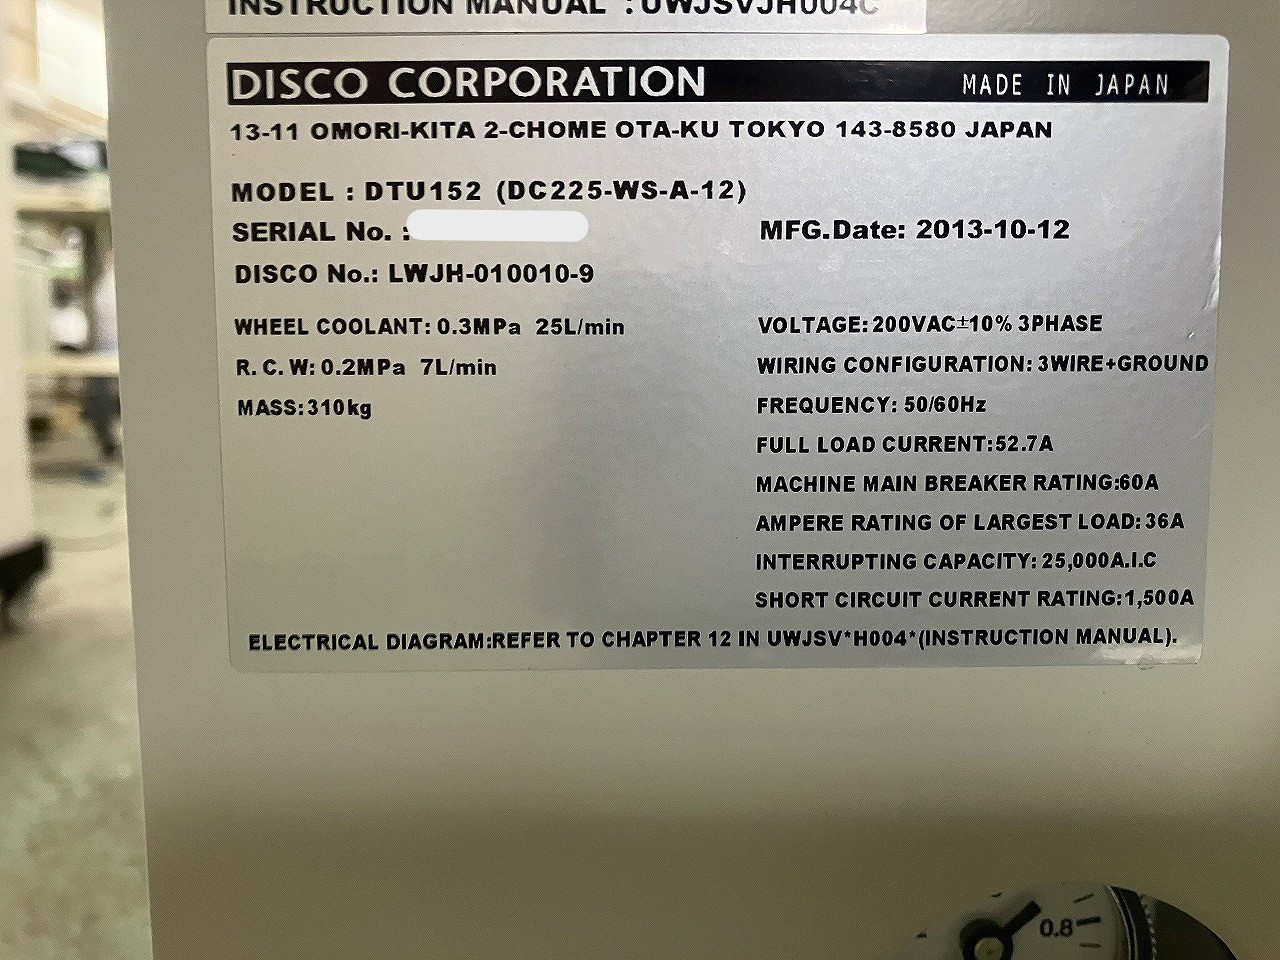 INSTRUCTION MANUAL :UWJSVJH004C
DISCO CORPORATION MADE IN JAPAN
13-11 OMORI-KITA 2-CHOME OTA-KU TOKYO 143-8580 JAPAN
MODEL : DTU152 (DC225-WS-A-12)
SERIAL No. : MFG.Date: 2013-10-12
DISCO No.: LWJH-010010-9
WHEEL COOLANT: 0.3MPa 25L/min
R. C. W: 0.2MPa 7L/min
MASS:310kg
VOLTAGE:200VAC±10% 3PHASE
WIRING CONFIGURATION: 3WIRE+GROUND
FREQUENCY: 50/60Hz
FULL LOAD CURRENT:52.7A
MACHINE MAIN BREAKER RATING:60A
AMPERE RATING OF LARGEST LOAD:36A
INTERRUPTING CAPACITY: 25,000A.I.C
SHORT CIRCUIT CURRENT RATING:1,500A
ELECTRICAL DIAGRAM:REFER TO CHAPTER 12 IN UWJSV*H004*(INSTRUCTION MANUAL).
0.8